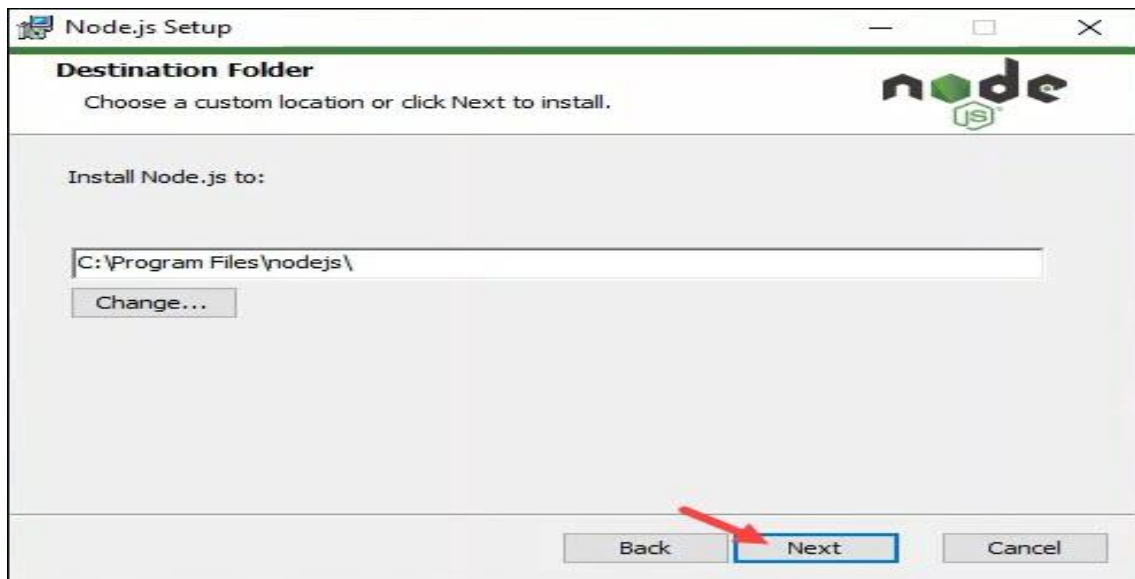 Node.js Setup
Destination Folder
Choose a custom location or click Next to install.
node
JS
Install Node.js to:
C:\Program Files\nodejs\
Change...
Back
Next
Cancel